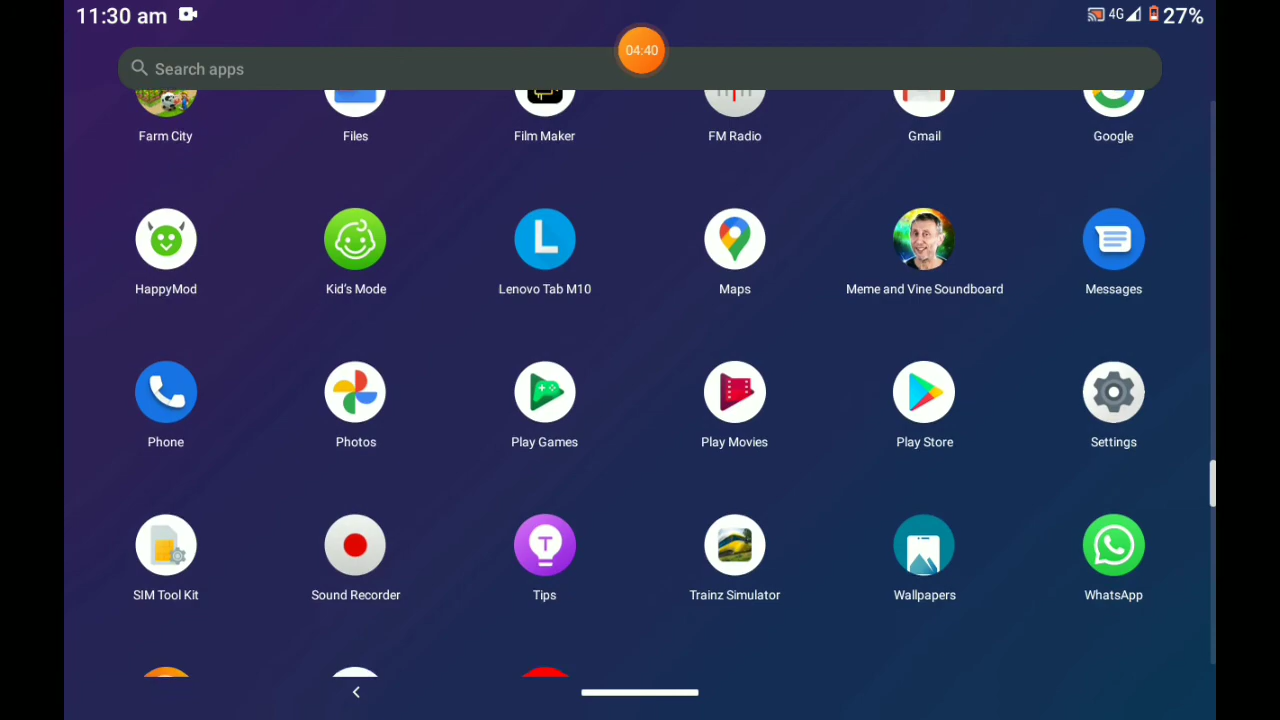 11:30 am
4G 27%
04:40
Search apps
Farm City Files Film Maker FM Radio Gmail Google
HappyMod Kid's Mode Lenovo Tab M10 Maps Meme and Vine Soundboard Messages
Phone Photos Play Games Play Movies Play Store Settings
SIM Tool Kit Sound Recorder Tips Trainz Simulator Wallpapers WhatsApp